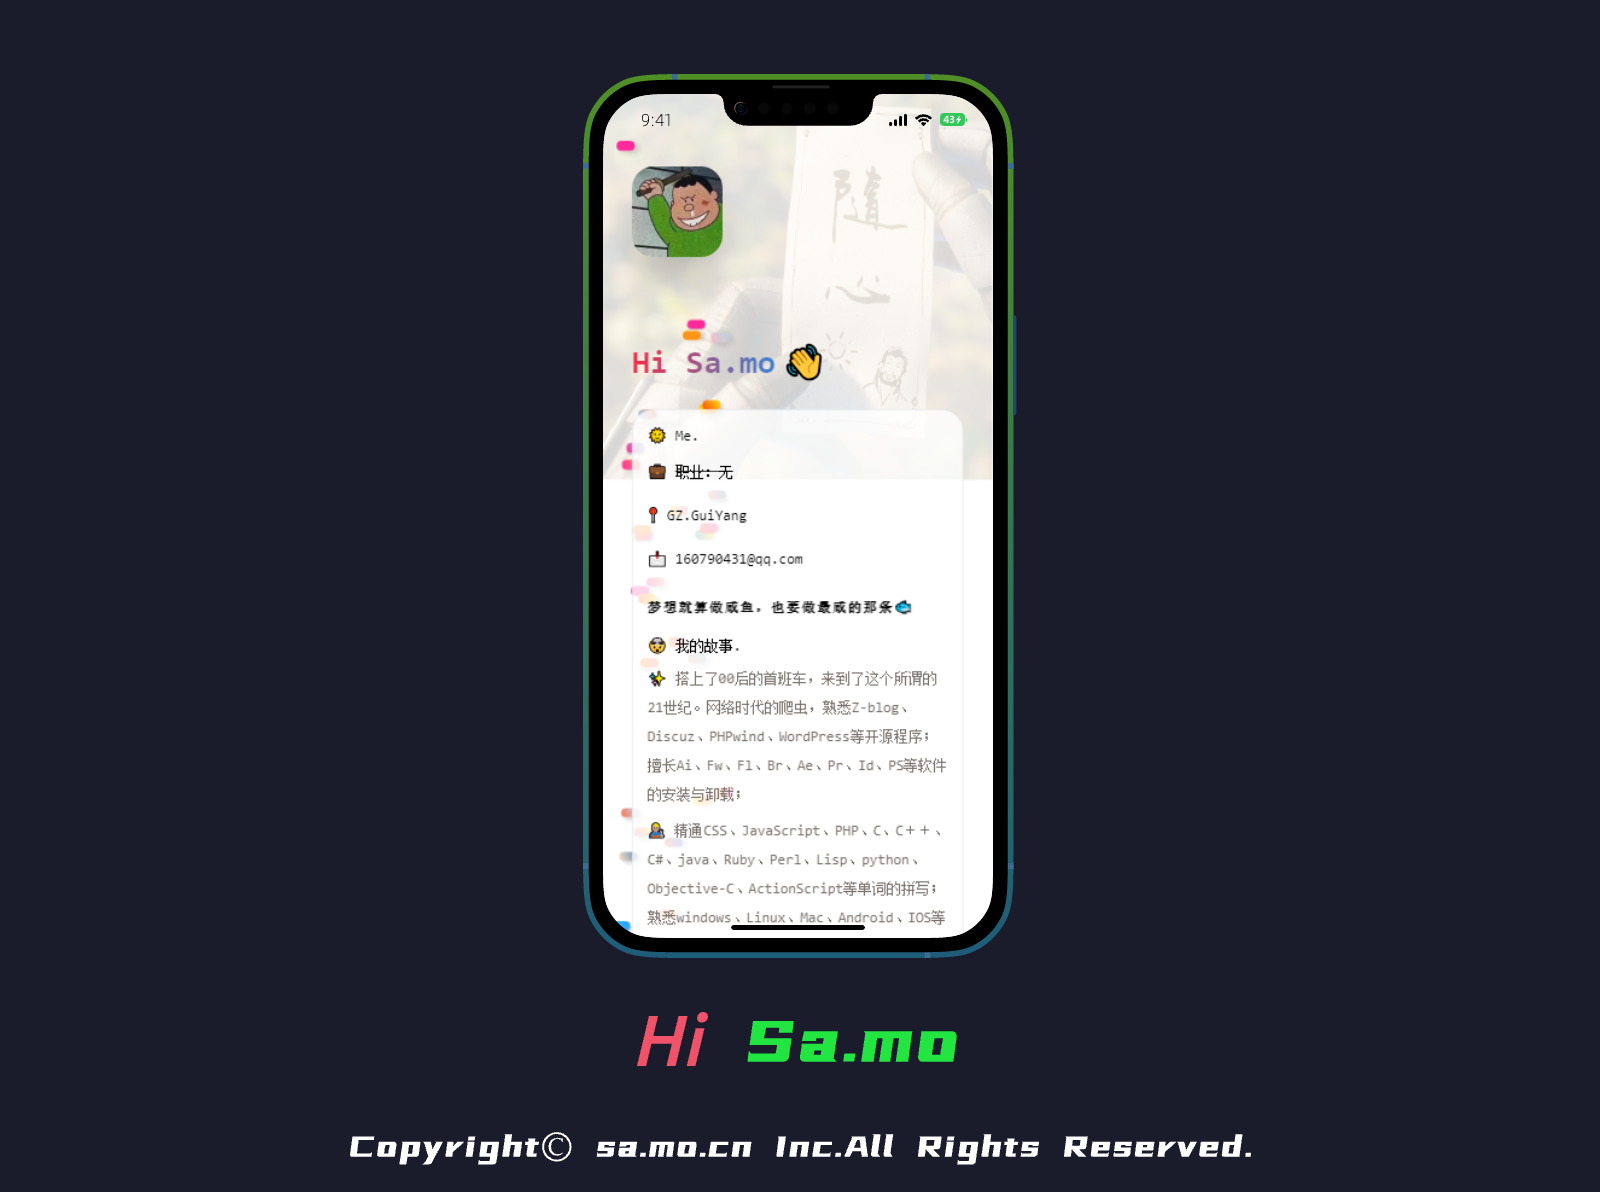 9:41
43
随
心
Hi Sa.mo
Me.
职业：无
GZ.GuiYang
160790431@qq.com
梦想就算做咸鱼，也要做最咸的那条
我的故事.
搭上了00后的首班车，来到了这个所谓的
21世纪。网络时代的爬虫，熟悉Z-blog、
Discuz、PHPwind、WordPress等开源程序；
擅长Ai、Fw、Fl、Br、Ae、Pr、Id、PS等软件
的安装与卸载；
精通CSS、JavaScript、PHP、C、C＋＋、
C#、java、Ruby、Perl、Lisp、python、
Objective-C、ActionScript等单词的拼写；
熟悉windows、Linux、Mac、Android、IOS等
Hi Sa.mo
Copyright© sa.mo.cn Inc.All Rights Reserved.